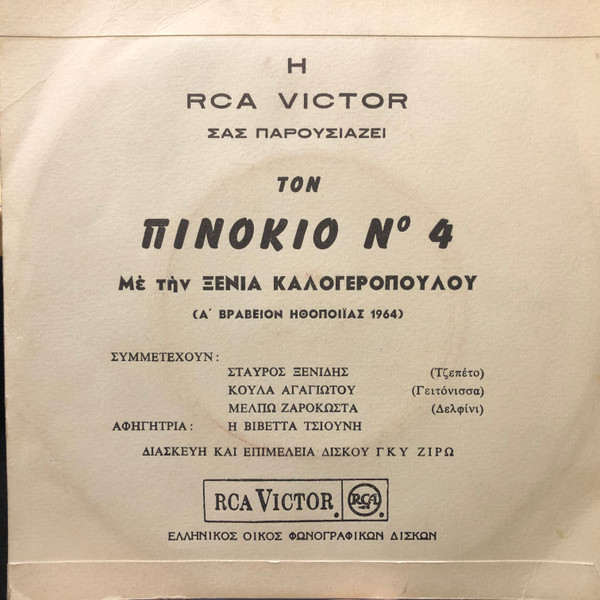 Η
RCA VICTOR
ΣΑΣ ΠΑΡΟΥΣΙΑΖΕΙ
ΤΟΝ
ΠΙΝΟΚΙΟ Νº 4
Μὲ τὴν ΞΕΝΙΑ ΚΑΛΟΓΕΡΟΠΟΥΛΟΥ
(Α΄ ΒΡΑΒΕΙΟΝ ΗΘΟΠΟΙΪΑΣ 1964)
ΣΥΜΜΕΤΕΧΟΥΝ:
ΣΤΑΥΡΟΣ ΞΕΝΙΔΗΣ (Τζεπέτο)
ΚΟΥΛΑ ΑΓΑΓΙΩΤΟΥ (Γειτόνισσα)
ΜΕΛΠΩ ΖΑΡΟΚΩΣΤΑ (Δελφίνι)
ΑΦΗΓΗΤΡΙΑ: Η ΒΙΒΕΤΤΑ ΤΣΙΟΥΝΗ
ΔΙΑΣΚΕΥΗ ΚΑΙ ΕΠΙΜΕΛΕΙΑ ΔΙΣΚΟΥ ΓΚΥ ΖΙΡΩ
RCA VICTOR. RCA.
ΕΛΛΗΝΙΚΟΣ ΟΙΚΟΣ ΦΩΝΟΓΡΑΦΙΚΩΝ ΔΙΣΚΩΝ